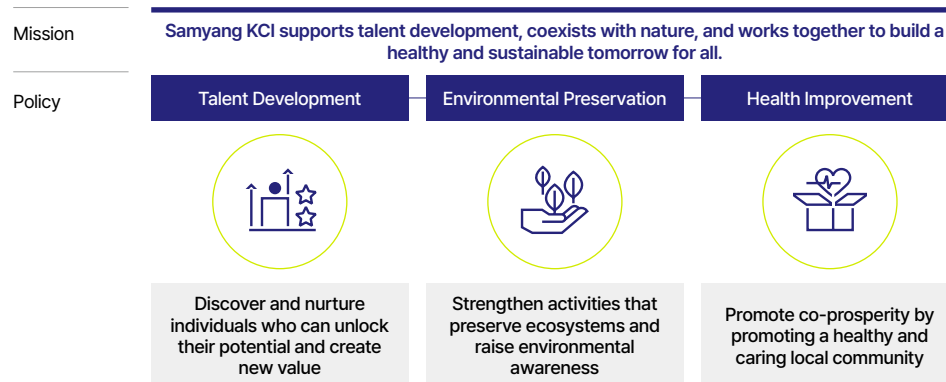 Mission
Samyang KCI supports talent development, coexists with nature, and works together to build a
healthy and sustainable tomorrow for all.
Policy
Talent Development
Environmental Preservation
Health Improvement
Discover and nurture
individuals who can unlock
their potential and create
new value
Strengthen activities that
preserve ecosystems and
raise environmental
awareness
Promote co-prosperity by
promoting a healthy and
caring local community